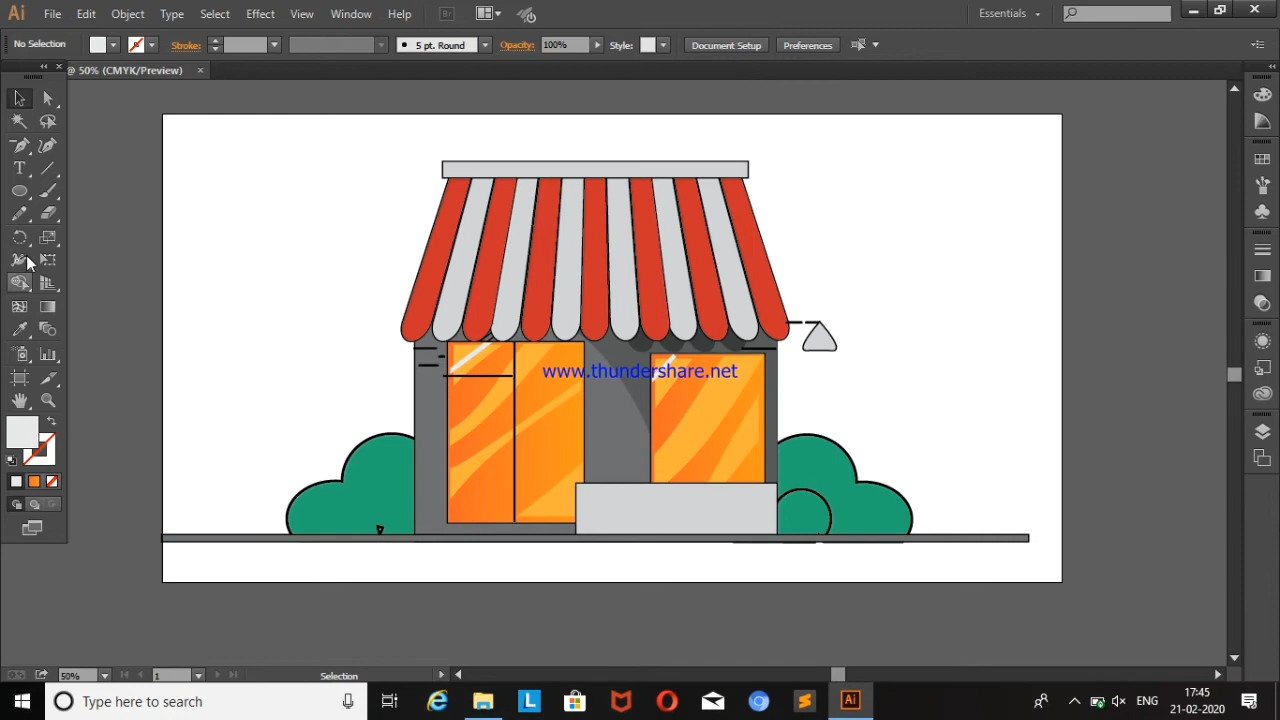 Ai File Edit Object Type Select Effect View Window Help Br Essentials
No Selection Stroke: 5 pt. Round Opacity: 100% Style: Document Setup Preferences
@ 50% (CMYK/Preview)
www.thundershare.net
50% 1 Selection
Type here to search
ENG
17:45
21-02-2020